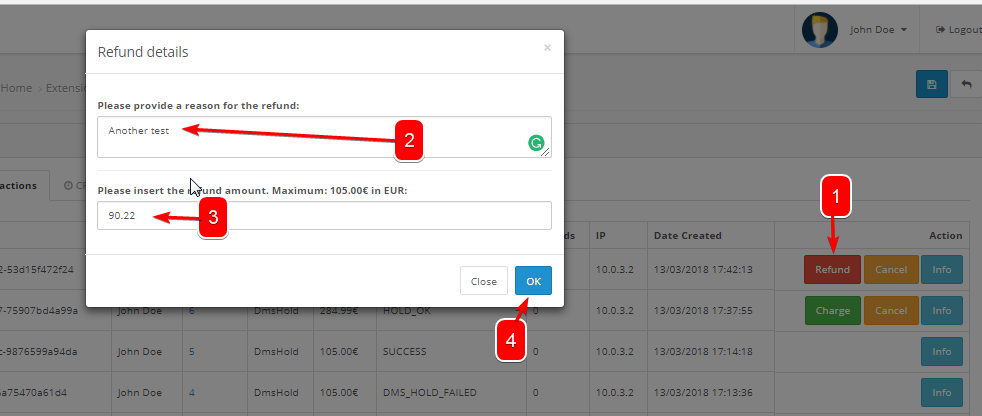 John Doe
Logout
Refund details
×
Home › Extensi
Please provide a reason for the refund:
Another test
2
Please insert the refund amount. Maximum: 105.00€ in EUR:
90.22
3
Close
OK
4
1
actions
ds IP Date Created Action
2-53d15f472f24 10.0.3.2 13/03/2018 17:42:13 Refund Cancel Info
7-75907bd4a99a John Doe 6 DmsHold 284.99€ HOLD_OK 0 10.0.3.2 13/03/2018 17:37:55 Charge Cancel Info
c-9876599a94da John Doe 5 DmsHold 105.00€ SUCCESS 0 10.0.3.2 13/03/2018 17:14:18 Info
5a75470a61d4 John Doe 4 DmsHold 105.00€ DMS_HOLD_FAILED 0 10.0.3.2 13/03/2018 17:13:36 Info